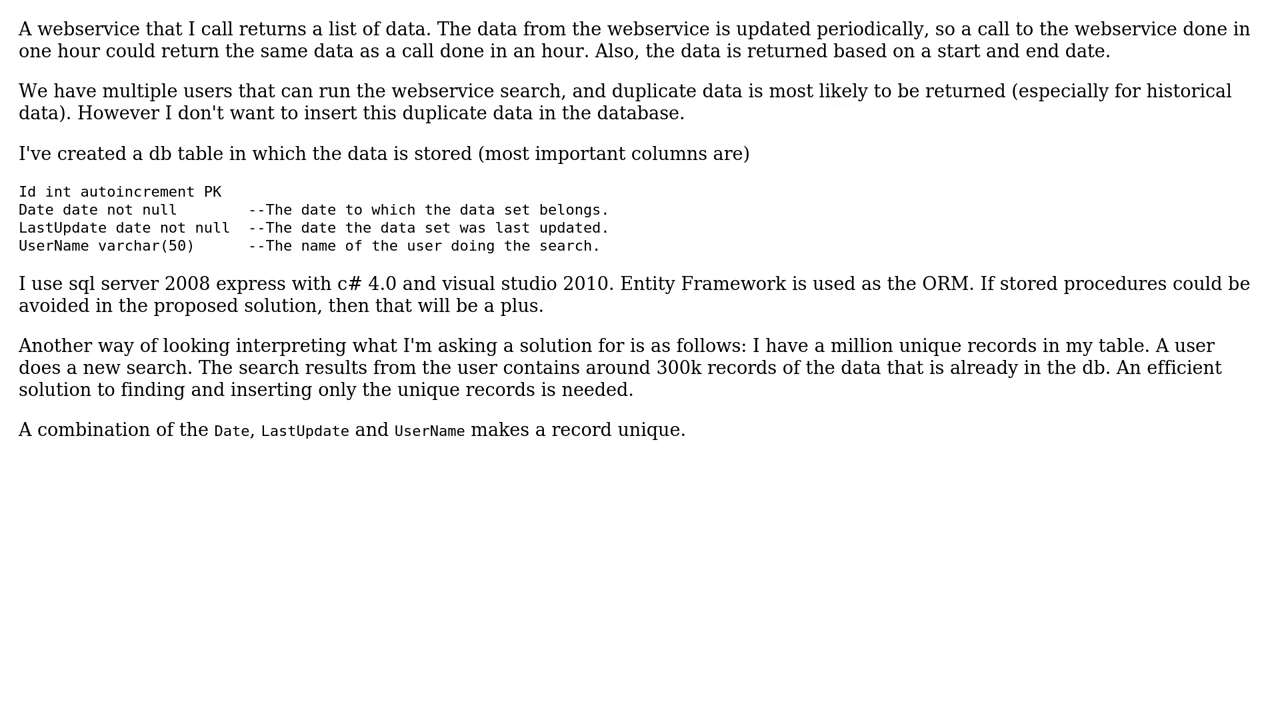 A webservice that I call returns a list of data. The data from the webservice is updated periodically, so a call to the webservice done in
one hour could return the same data as a call done in an hour. Also, the data is returned based on a start and end date.
We have multiple users that can run the webservice search, and duplicate data is most likely to be returned (especially for historical
data). However I don't want to insert this duplicate data in the database.
I've created a db table in which the data is stored (most important columns are)
Id int autoincrement PK
Date date not null        --The date to which the data set belongs.
LastUpdate date not null  --The date the data set was last updated.
UserName varchar(50)      --The name of the user doing the search.
I use sql server 2008 express with c# 4.0 and visual studio 2010. Entity Framework is used as the ORM. If stored procedures could be
avoided in the proposed solution, then that will be a plus.
Another way of looking interpreting what I'm asking a solution for is as follows: I have a million unique records in my table. A user
does a new search. The search results from the user contains around 300k records of the data that is already in the db. An efficient
solution to finding and inserting only the unique records is needed.
A combination of the Date, LastUpdate and UserName makes a record unique.